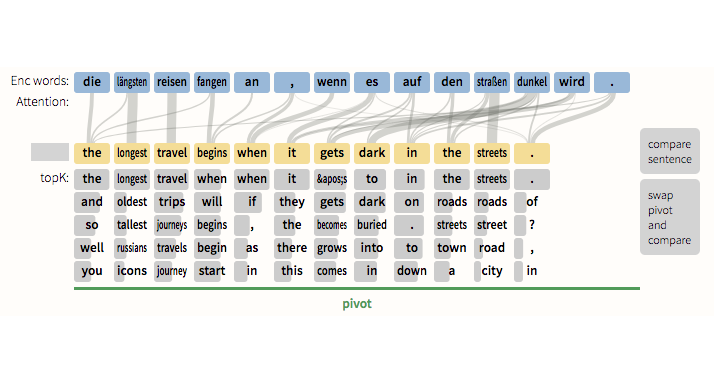 Enc words: die längsten reisen fangen an , wenn es auf den straßen dunkel wird .
Attention:
the longest travel begins when it gets dark in the streets .
compare sentence
topK: the longest travel when when it &apos;s to in the streets .
and oldest trips will if they gets dark on roads roads of
swap pivot and compare
so tallest journeys begins , the becomes buried . streets street ?
well russians travels begin as there grows into to town road ,
you icons journey start in this comes in down a city in
pivot